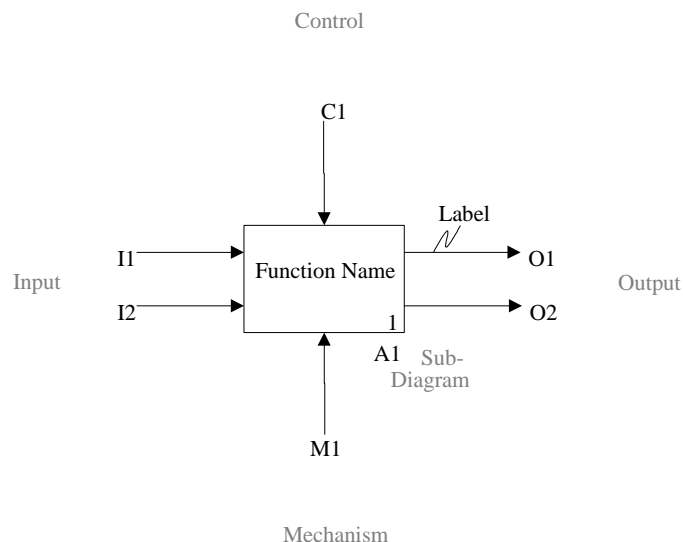 Control
C1
Label
I1
Function Name
O1
Input
Output
I2
O2
1
A1
Sub-
Diagram
M1
Mechanism